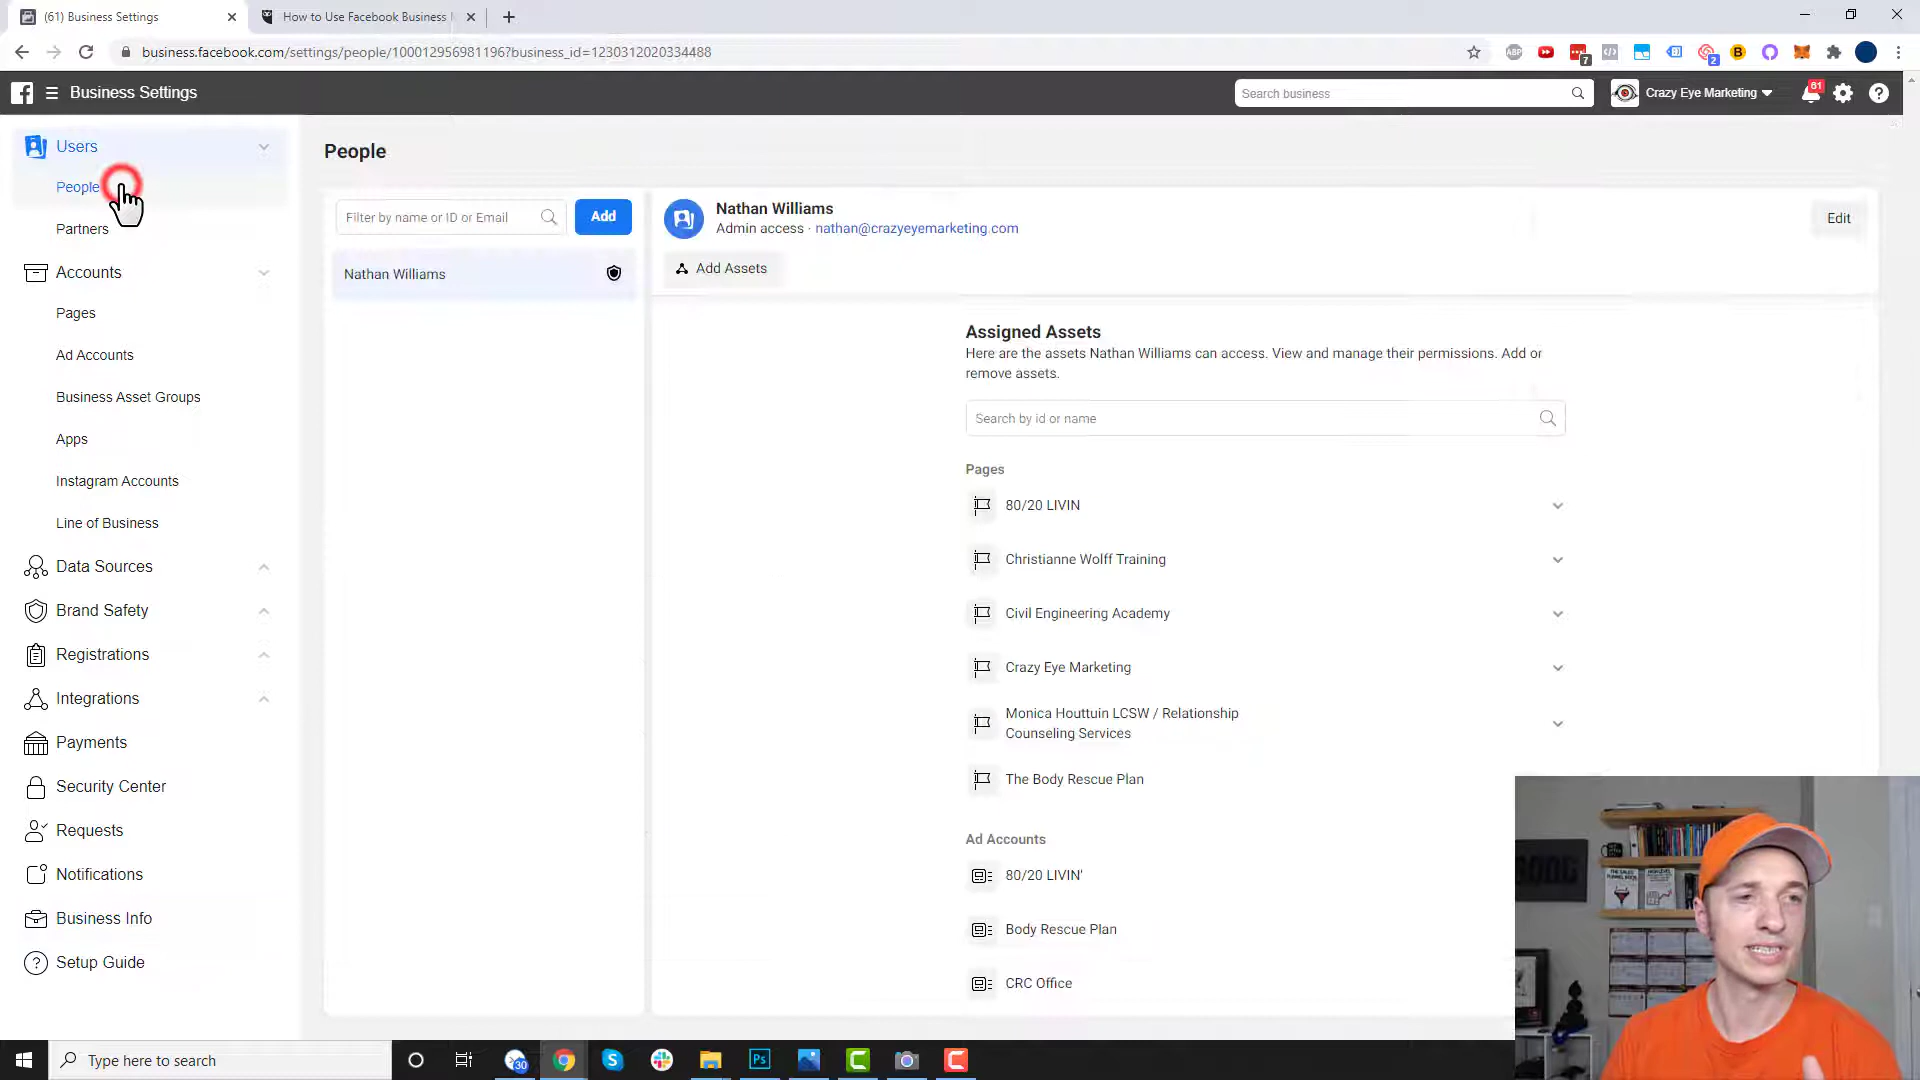 (61) Business Settings
How to Use Facebook Business
business.facebook.com/settings/people/100012956981196?business_id=1230312020334488
ABP
7
2
Business Settings
Search business
Crazy Eye Marketing
61
Users
People
Partners
Accounts
Pages
Ad Accounts
Business Asset Groups
Apps
Instagram Accounts
Line of Business
Data Sources
Brand Safety
Registrations
Integrations
Payments
Security Center
Requests
Notifications
Business Info
Setup Guide
People
Filter by name or ID or Email
Add
Nathan Williams
Nathan Williams
Admin access · nathan@crazyeyemarketing.com
Edit
Add Assets
Assigned Assets
Here are the assets Nathan Williams can access. View and manage their permissions. Add or
remove assets.
Search by id or name
Pages
80/20 LIVIN
Christianne Wolff Training
Civil Engineering Academy
Crazy Eye Marketing
Monica Houttuin LCSW / Relationship
Counseling Services
The Body Rescue Plan
Ad Accounts
80/20 LIVIN'
Body Rescue Plan
CRC Office
Type here to search
30
Ps